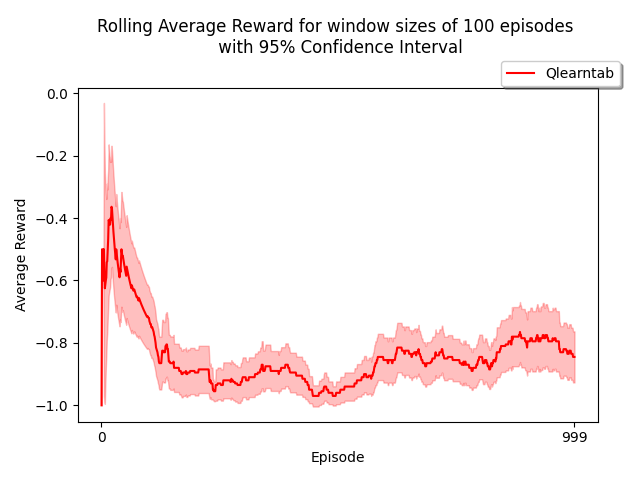 Rolling Average Reward for window sizes of 100 episodes
with 95% Confidence Interval
Qlearntab
0.0
−0.2
−0.4
−0.6
−0.8
−1.0
Average Reward
0
999
Episode